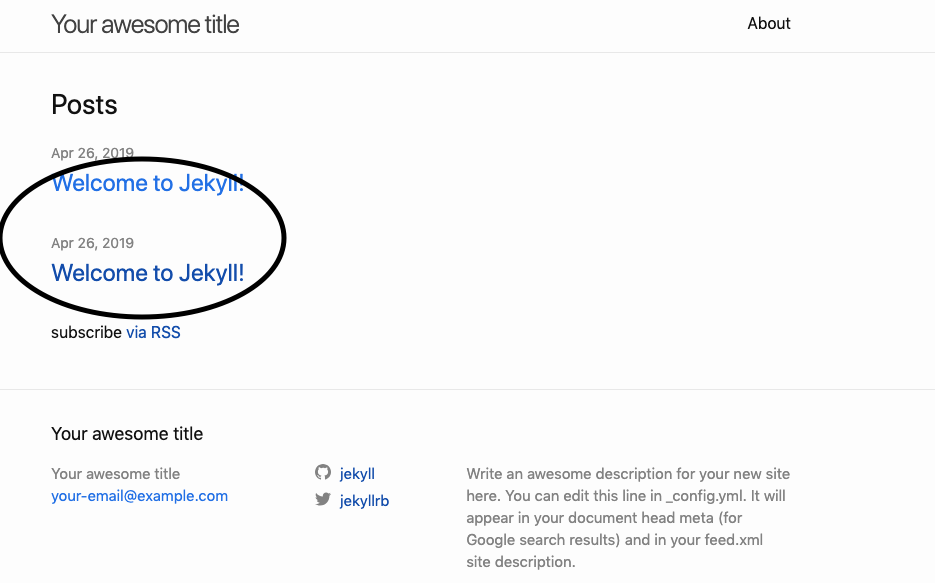 Your awesome title
About
Posts
Apr 26, 2019
Welcome to Jekyll!
Apr 26, 2019
Welcome to Jekyll!
subscribe via RSS
Your awesome title
Your awesome title
your-email@example.com
jekyll
jekyllrb
Write an awesome description for your new site
here. You can edit this line in _config.yml. It will
appear in your document head meta (for
Google search results) and in your feed.xml
site description.